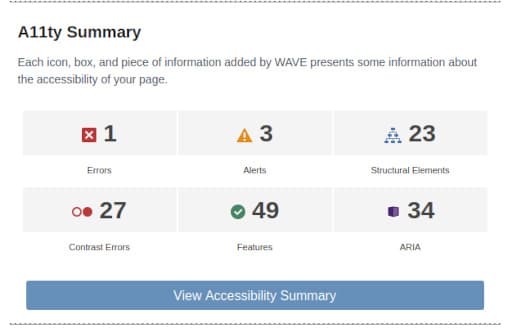 A11ty Summary
Each icon, box, and piece of information added by WAVE presents some information about
the accessibility of your page.
1 3 23
Errors Alerts Structural Elements
27 49 34
Contrast Errors Features ARIA
View Accessibility Summary